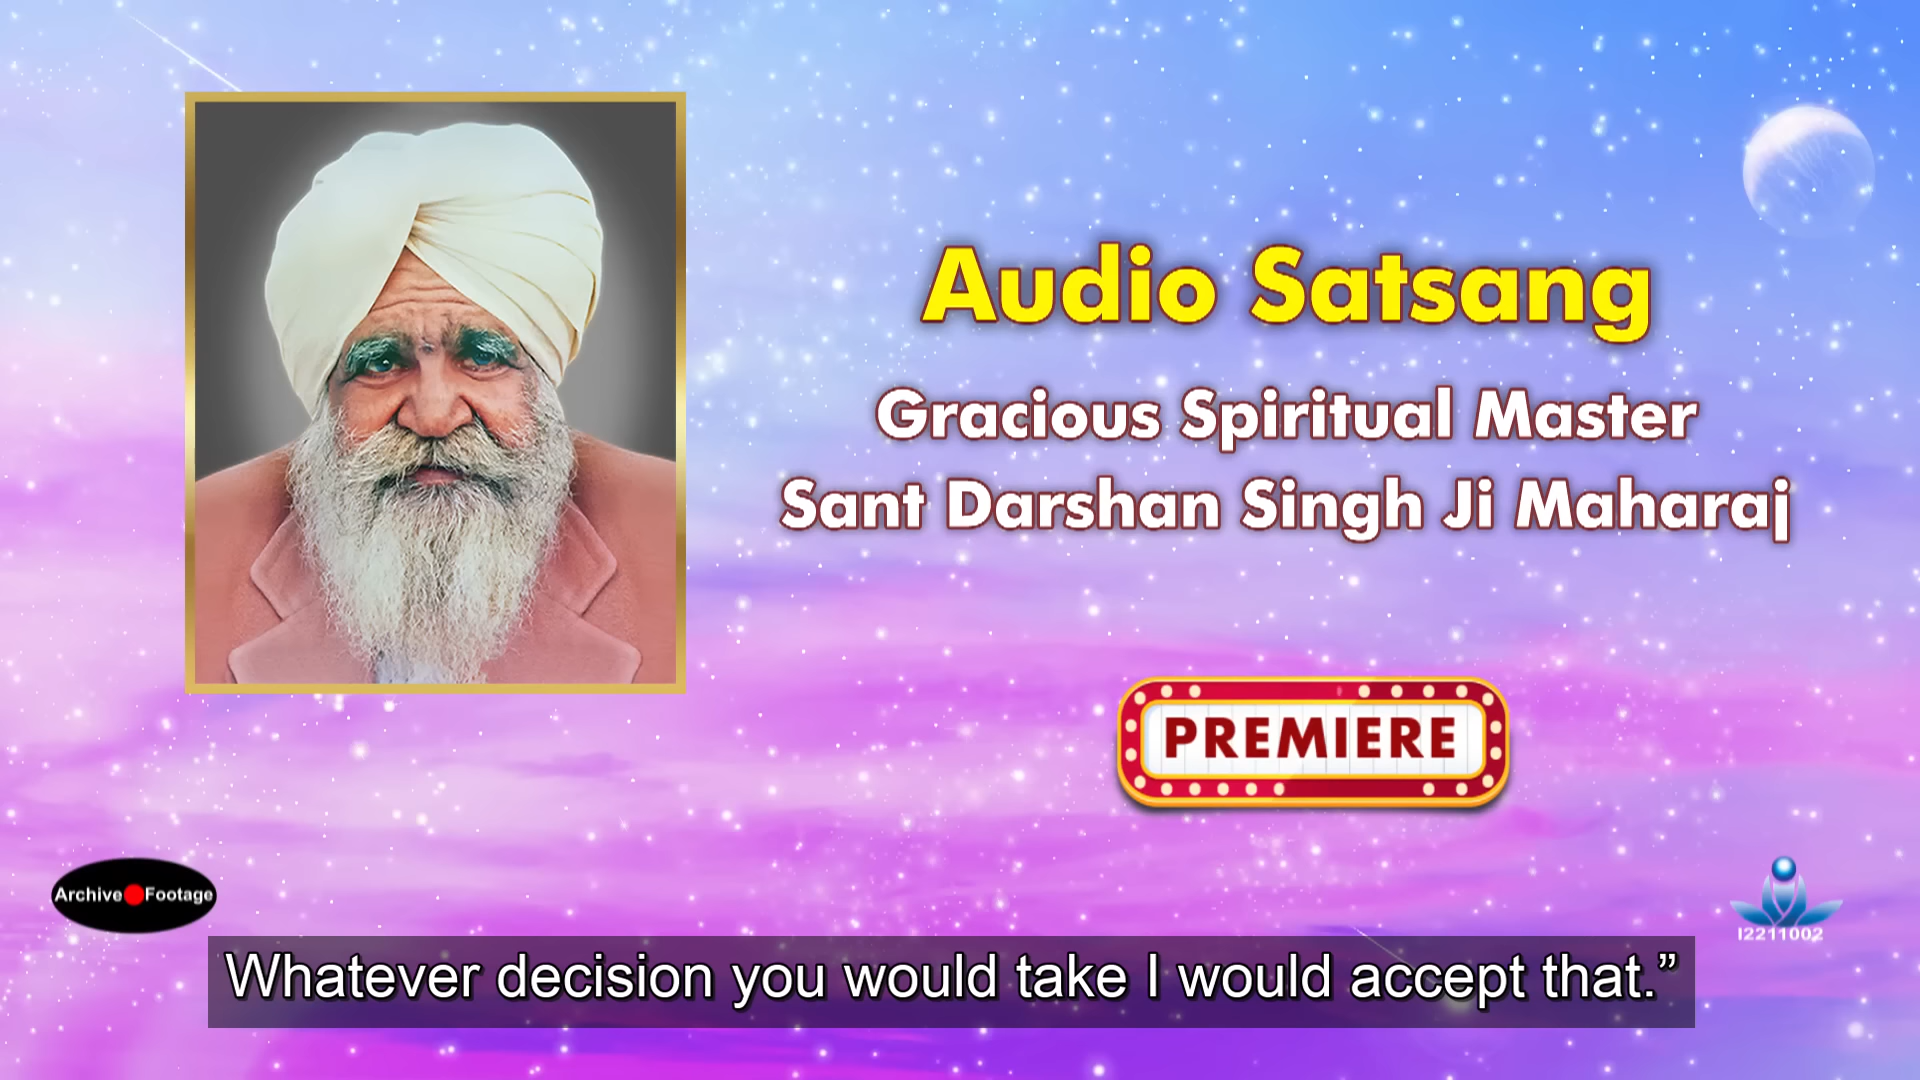 Audio Satsang
Gracious Spiritual Master
Sant Darshan Singh Ji Maharaj
PREMIERE
Archive Footage
I2211002
Whatever decision you would take I would accept that.”